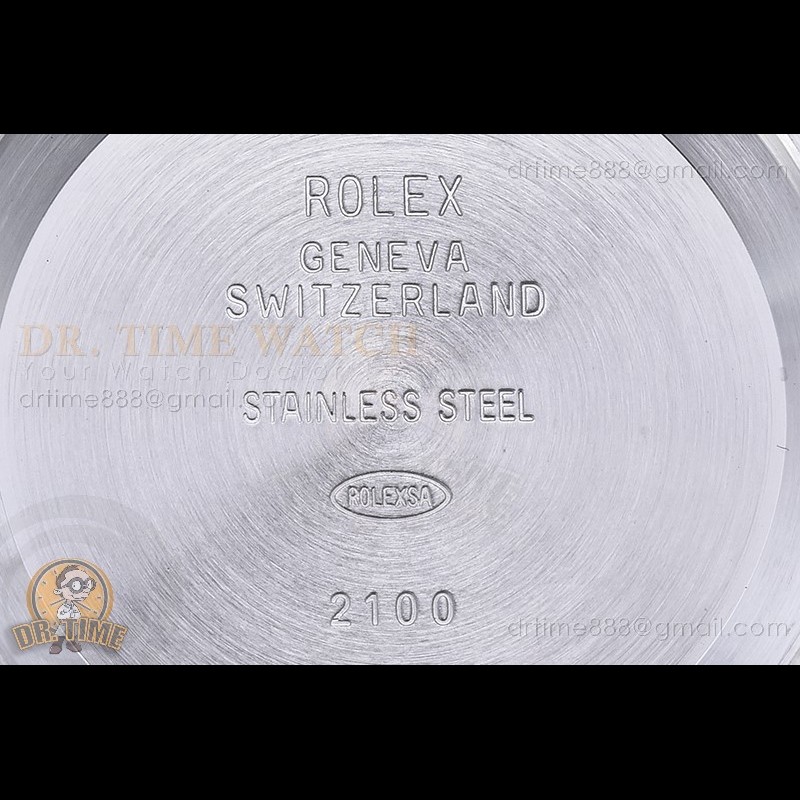 drtime888@gmail.com
ROLEX
GENEVA
SWITZERLAND
DR. TIME WATCH
Your Watch Doctor
drtime888@gmail.com
STAINLESS STEEL
ROLEXSA
2100
DR. TIME
drtime888@gmail.com